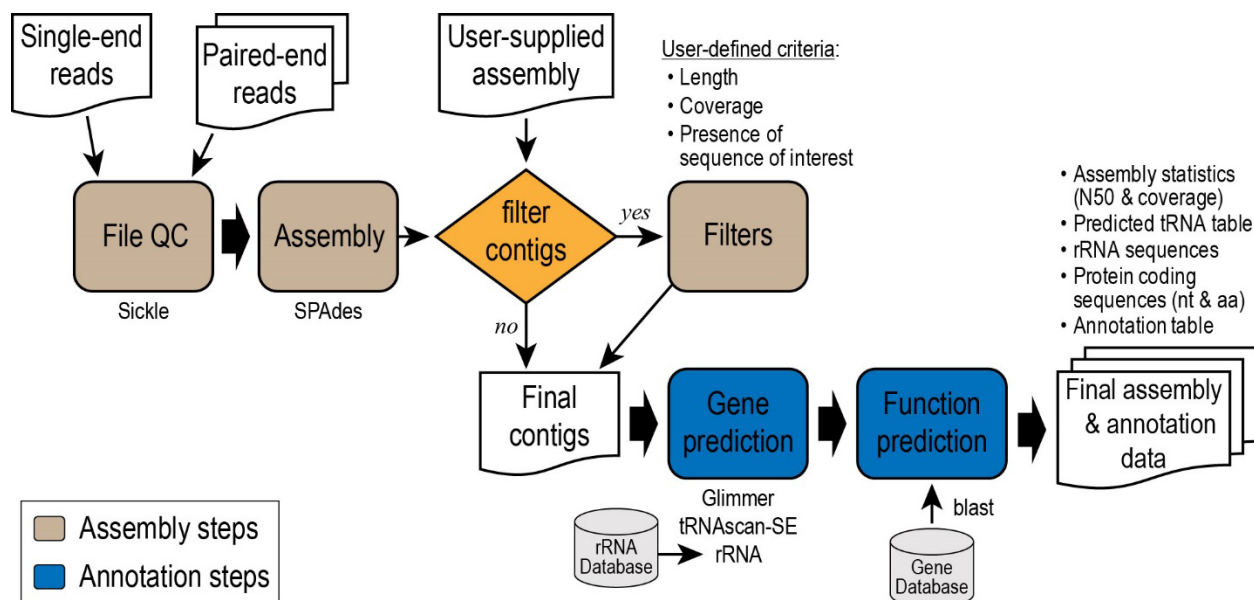 Single-end
reads
Paired-end
reads
User-supplied
assembly
User-defined criteria:
• Length
• Coverage
• Presence of
sequence of interest
File QC
Sickle
Assembly
SPAdes
filter
contigs
yes
no
Filters
• Assembly statistics
(N50 & coverage)
• Predicted tRNA table
• rRNA sequences
• Protein coding
sequences (nt & aa)
• Annotation table
Final
contigs
Gene
prediction
Function
prediction
Final assembly
& annotation
data
Glimmer
tRNAscan-SE
rRNA
rRNA
Database
blast
Gene
Database
Assembly steps
Annotation steps